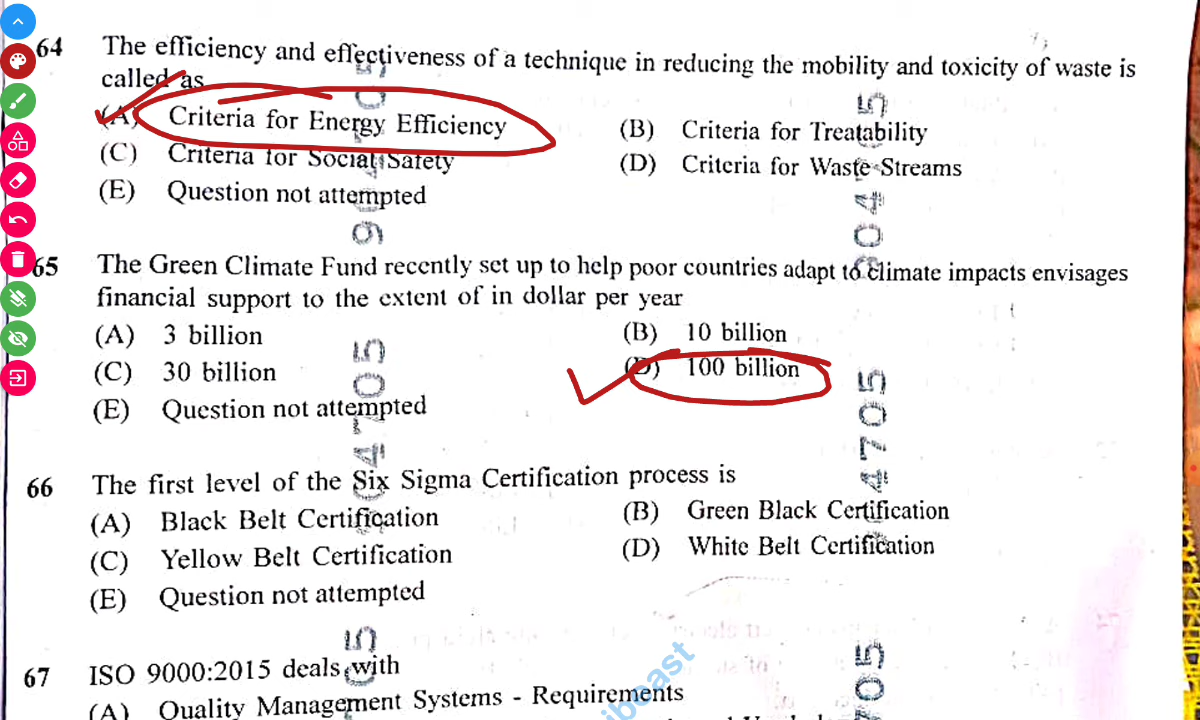 64 The efficiency and effectiveness of a technique in reducing the mobility and toxicity of waste is
called as
(A) Criteria for Energy Efficiency (B) Criteria for Treatability
(C) Criteria for Social Safety (D) Criteria for Waste Streams
(E) Question not attempted
65 The Green Climate Fund recently set up to help poor countries adapt to climate impacts envisages
financial support to the extent of in dollar per year
(A) 3 billion (B) 10 billion
(C) 30 billion (D) 100 billion
(E) Question not attempted
66 The first level of the Six Sigma Certification process is
(A) Black Belt Certification (B) Green Black Certification
(C) Yellow Belt Certification (D) White Belt Certification
(E) Question not attempted
67 ISO 9000:2015 deals with
(A) Quality Management Systems - Requirements
4705
4705
705